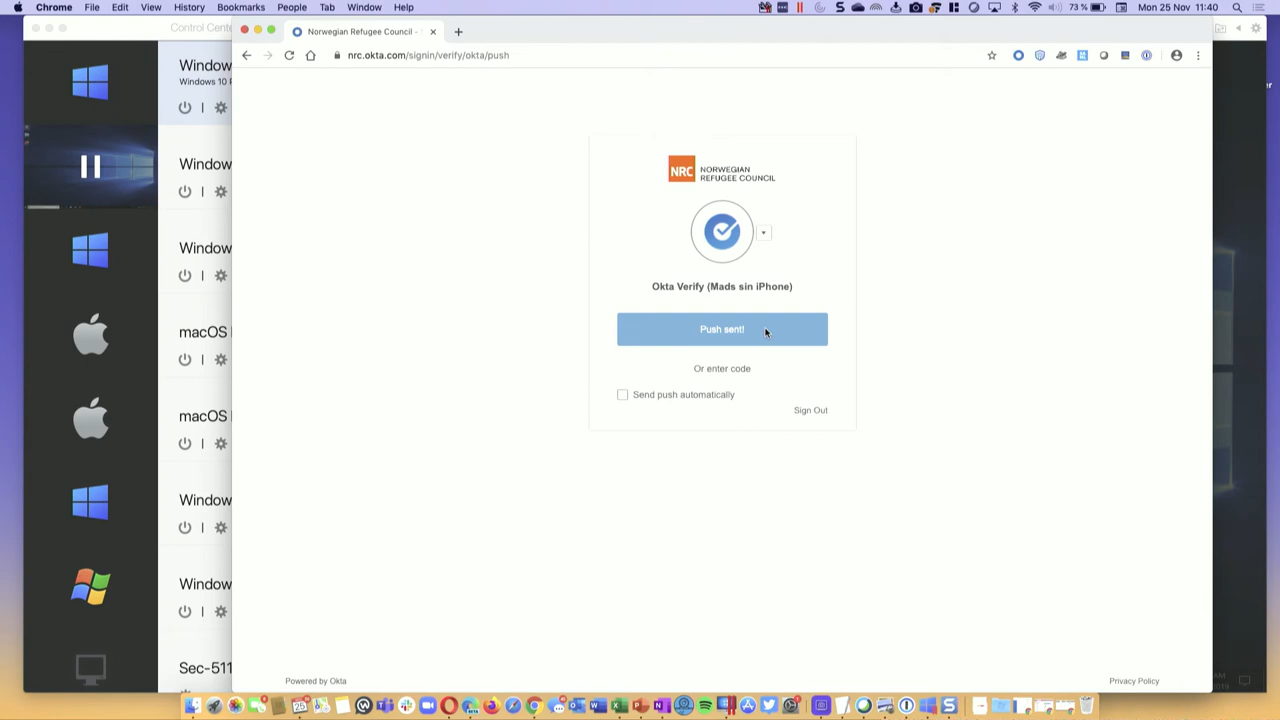 Chrome File Edit View History Bookmarks People Tab Window Help
73 % Mon 25 Nov 11:40
Control Cent
Norwegian Refugee Council -
nrc.okta.com/signin/verify/okta/push
Window
Windows 10
Window
Window
macOS
macOS
Window
Window
Sec-511
NRC NORWEGIAN
REFUGEE COUNCIL
Okta Verify (Mads sin iPhone)
Push sent!
Or enter code
Send push automatically
Sign Out
Powered by Okta
Privacy Policy